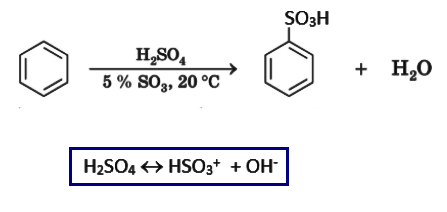 SO₃H
H₂SO₄
5 % SO₃, 20 °C
+ H₂O
H₂SO₄ ↔ HSO₃⁺ + OH⁻